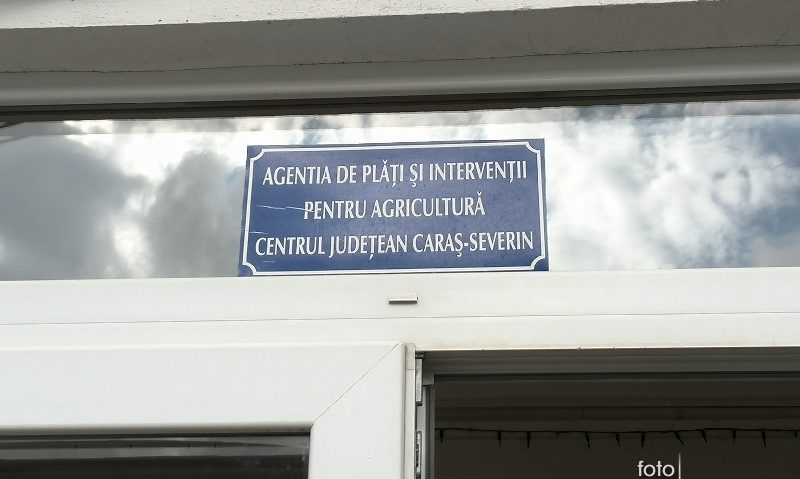 AGENTIA DE PLĂȚI ȘI INTERVENȚII
PENTRU AGRICULTURĂ
CENTRUL JUDEȚEAN CARAȘ-SEVERIN
foto|